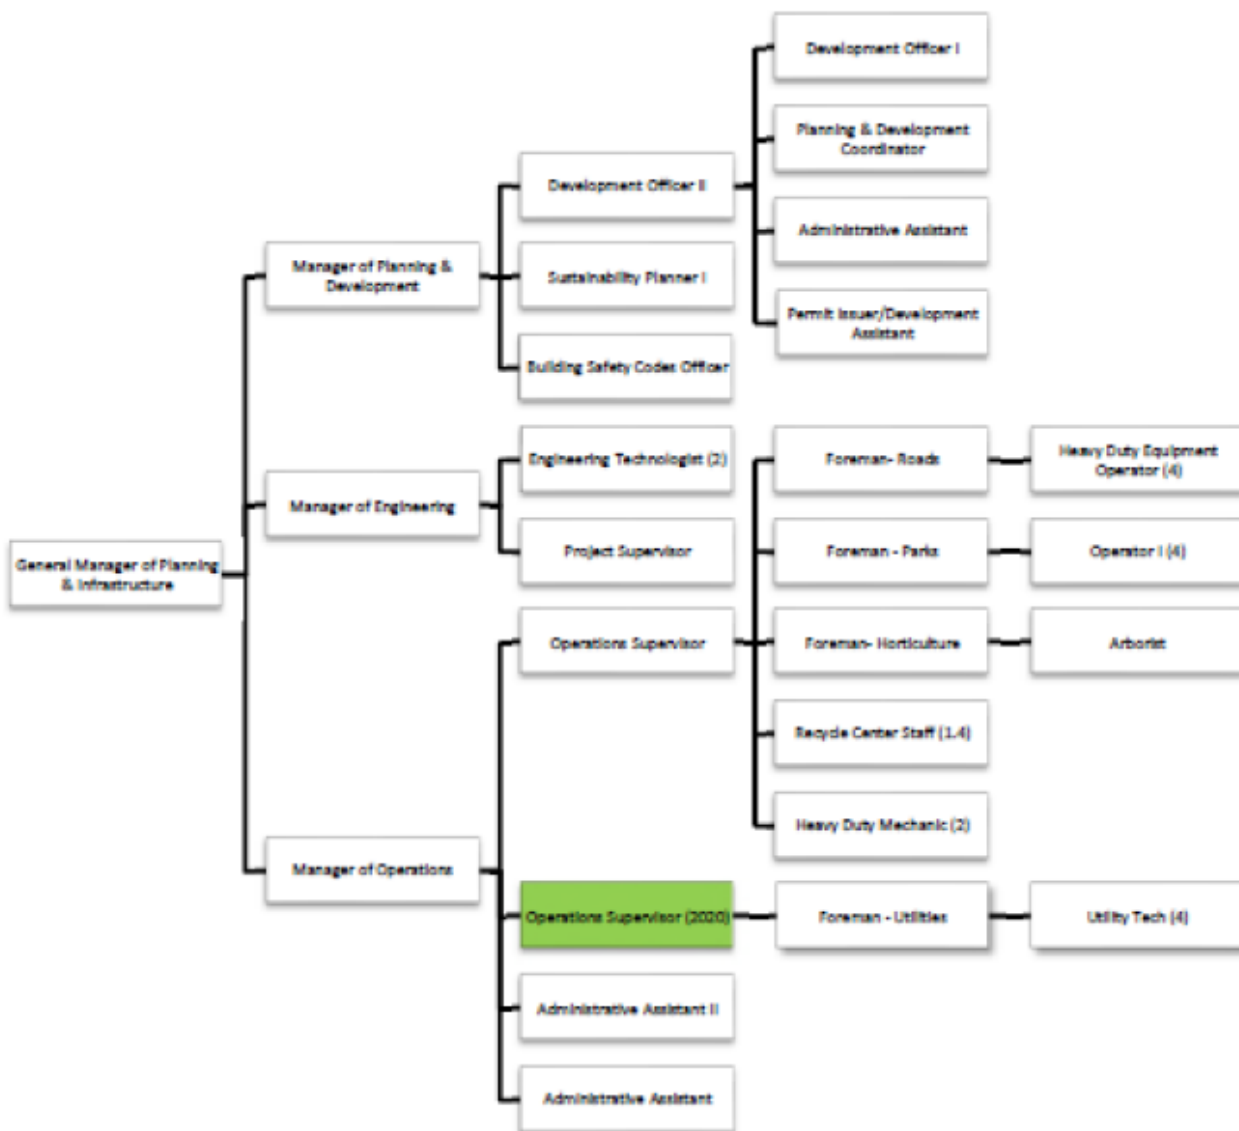 Development Officer I
Planning & Development
Coordinator
Development Officer II
Administrative Assistant
Manager of Planning &
Development
Sustainability Planner I
Permit Issuer/Development
Assistant
Building Safety Codes Officer
Engineering Technologist (2)
Foreman- Roads
Heavy Duty Equipment
Operator (4)
Manager of Engineering
General Manager of Planning
& Infrastructure
Project Supervisor
Foreman - Parks
Operator I (4)
Operations Supervisor
Foreman- Horticulture
Arborist
Recycle Center Staff (1.4)
Heavy Duty Mechanic (2)
Manager of Operations
Operations Supervisor (2020)
Foreman - Utilities
Utility Tech (4)
Administrative Assistant II
Administrative Assistant